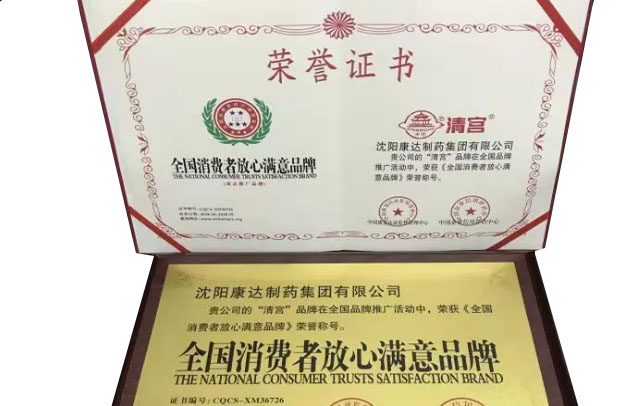 荣誉证书
清宫
全国消费者放心满意品牌
THE NATIONAL CONSUMER TRUSTS SATISFACTION BRAND
沈阳康达制药集团有限公司
贵公司的“清宫”品牌在全国品牌
推广活动中，荣获《全国消费者放心满
意品牌》荣誉称号。
沈阳康达制药集团有限公司
贵公司的“清宫”品牌在全国品牌推广活动中，荣获《全国
消费者放心满意品牌》荣誉称号。
全国消费者放心满意品牌
THE NATIONAL CONSUMER TRUSTS SATISFACTION BRAND
证书编号：CQCS-XM36726